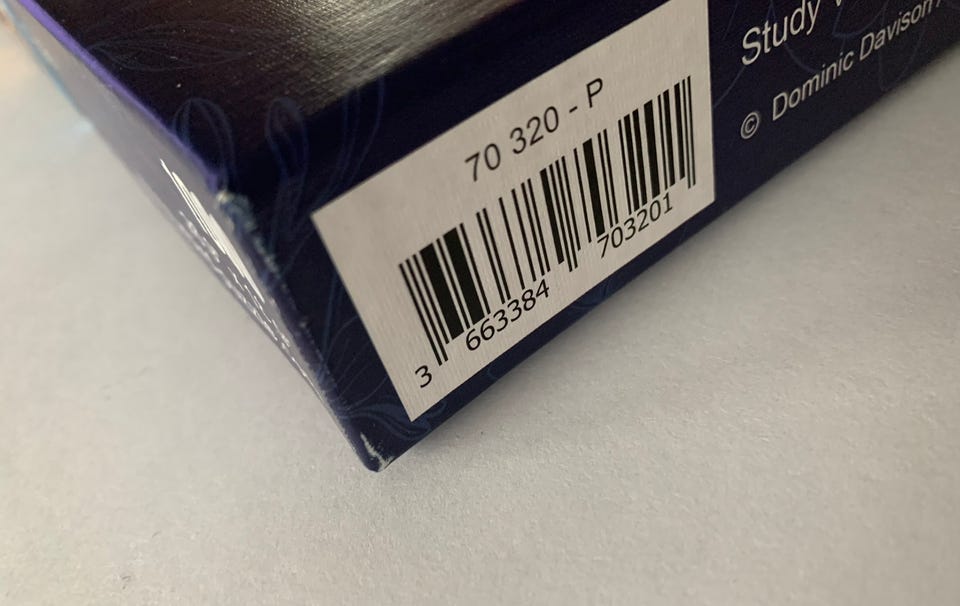 70 320 - P
3 663384 703201
Study
© Dominic Davison